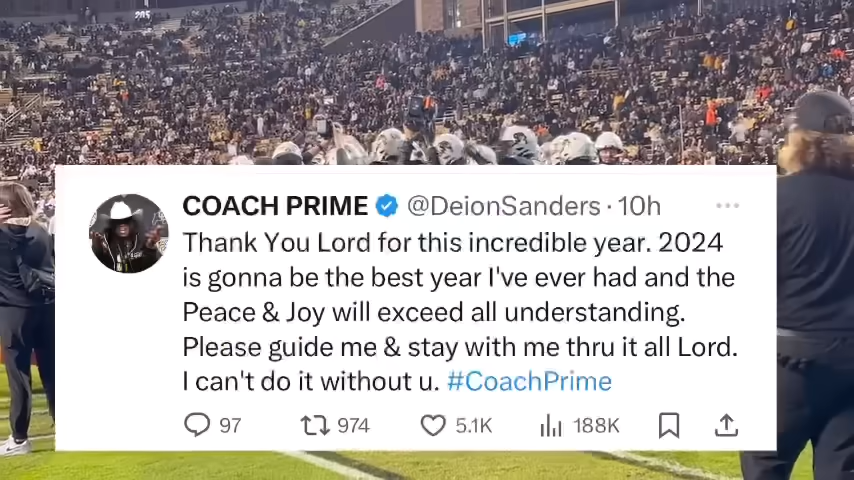 COACH PRIME @DeionSanders · 10h
Thank You Lord for this incredible year. 2024
is gonna be the best year I've ever had and the
Peace & Joy will exceed all understanding.
Please guide me & stay with me thru it all Lord.
I can't do it without u. #CoachPrime
97 974 5.1K 188K